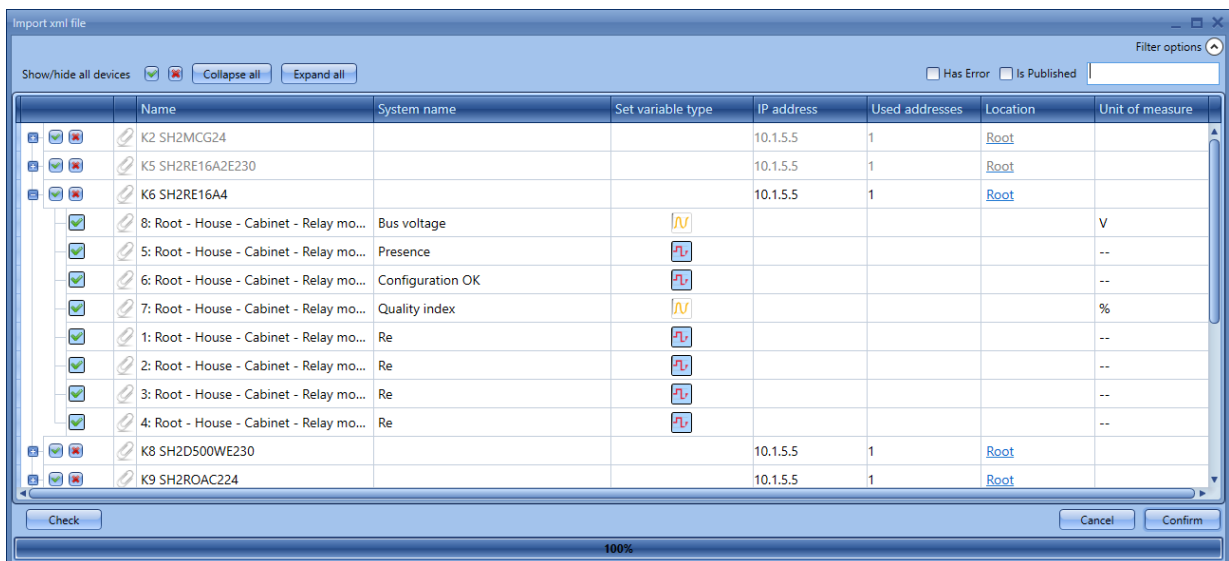 Import xml file
Filter options
Show/hide all devices Collapse all Expand all Has Error Is Published
Name System name Set variable type IP address Used addresses Location Unit of measure
K2 SH2MCG24 10.1.5.5 1 Root
K5 SH2RE16A2E230 10.1.5.5 1 Root
K6 SH2RE16A4 10.1.5.5 1 Root
8: Root - House - Cabinet - Relay mo... Bus voltage V
5: Root - House - Cabinet - Relay mo... Presence --
6: Root - House - Cabinet - Relay mo... Configuration OK --
7: Root - House - Cabinet - Relay mo... Quality index %
1: Root - House - Cabinet - Relay mo... Re --
2: Root - House - Cabinet - Relay mo... Re --
3: Root - House - Cabinet - Relay mo... Re --
4: Root - House - Cabinet - Relay mo... Re --
K8 SH2D500WE230 10.1.5.5 1 Root
K9 SH2ROAC224 10.1.5.5 1 Root
Check Cancel Confirm
100%